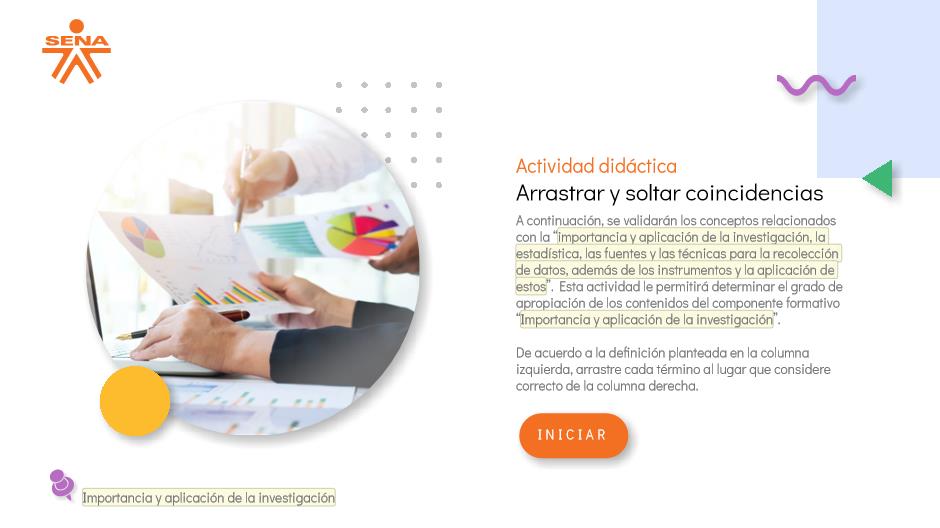 SENA
Actividad didáctica
Arrastrar y soltar coincidencias
A continuación, se validarán los conceptos relacionados
con la “importancia y aplicación de la investigación, la
estadística, las fuentes y las técnicas para la recolección
de datos, además de los instrumentos y la aplicación de
estos”. Esta actividad le permitirá determinar el grado de
apropiación de los contenidos del componente formativo
“Importancia y aplicación de la investigación”.
De acuerdo a la definición planteada en la columna
izquierda, arrastre cada término al lugar que considere
correcto de la columna derecha.
INICIAR
Importancia y aplicación de la investigación